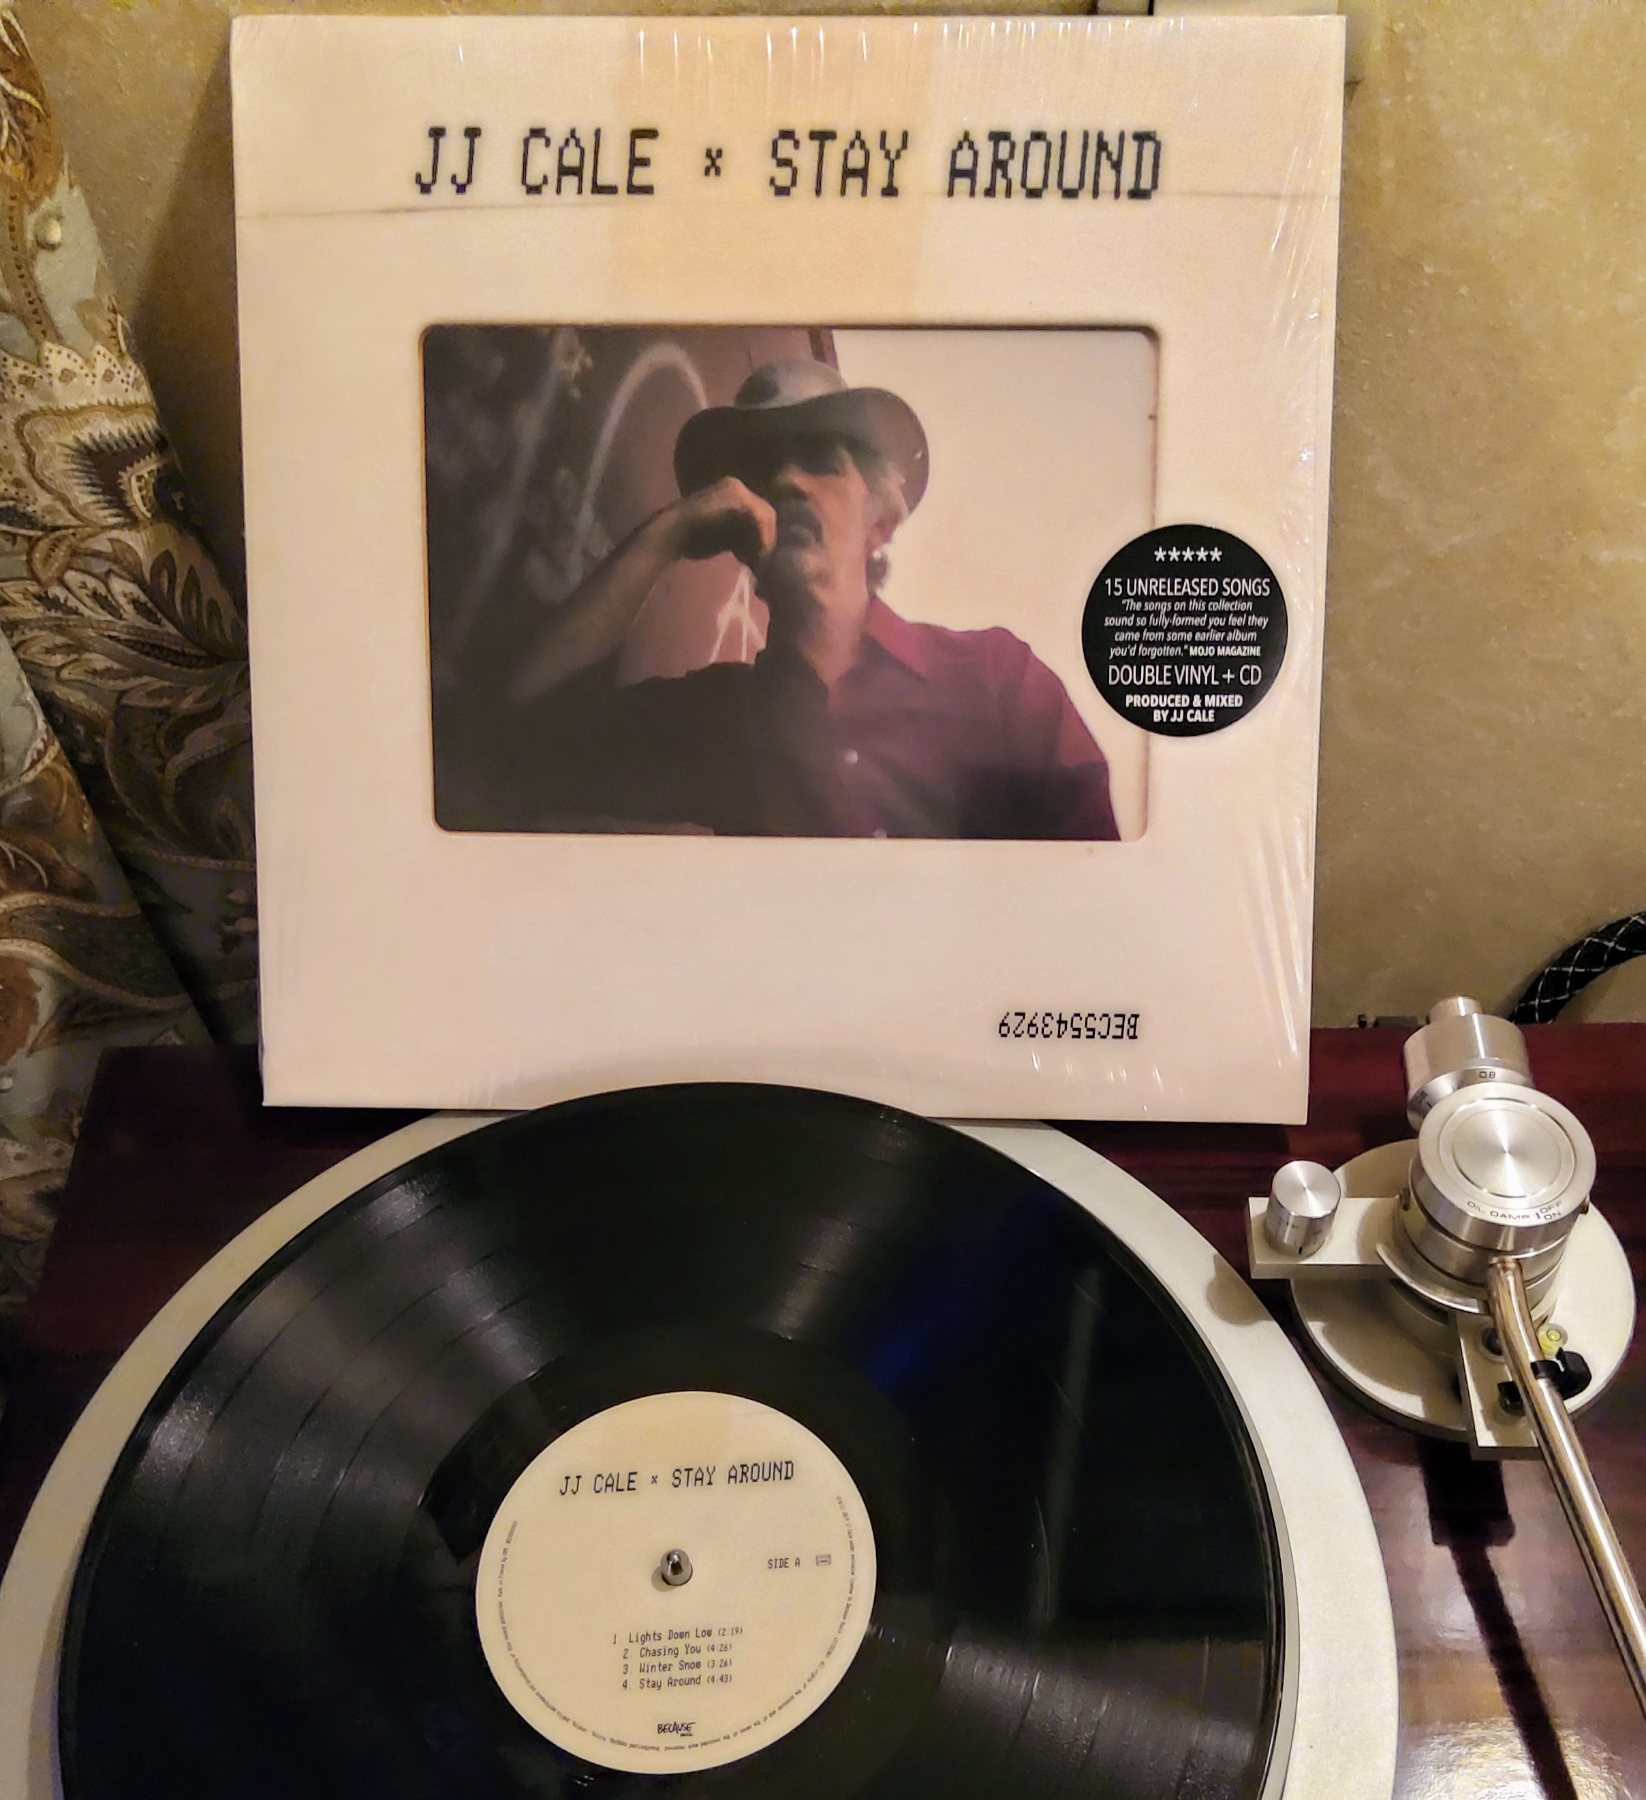 JJ CALE × STAY AROUND
*****
15 UNRELEASED SONGS
"The songs on this collection
sound so fully-formed you feel they
came from some earlier album
you'd forgotten." MOJO MAGAZINE
DOUBLE VINYL + CD
PRODUCED & MIXED
BY JJ CALE
BEC5543929
0.8
OIL DAMP OFF
ON
JJ CALE × STAY AROUND
SIDE A
1. Lights Down Low (2:19)
2. Chasing You (4:26)
3. Winter Snow (3:26)
4. Stay Around (4:43)
BECAUSE